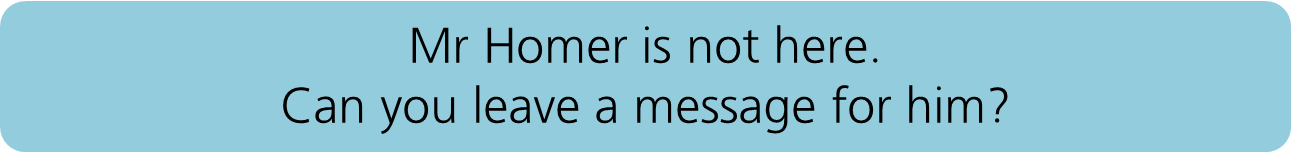 Mr Homer is not here.
Can you leave a message for him?